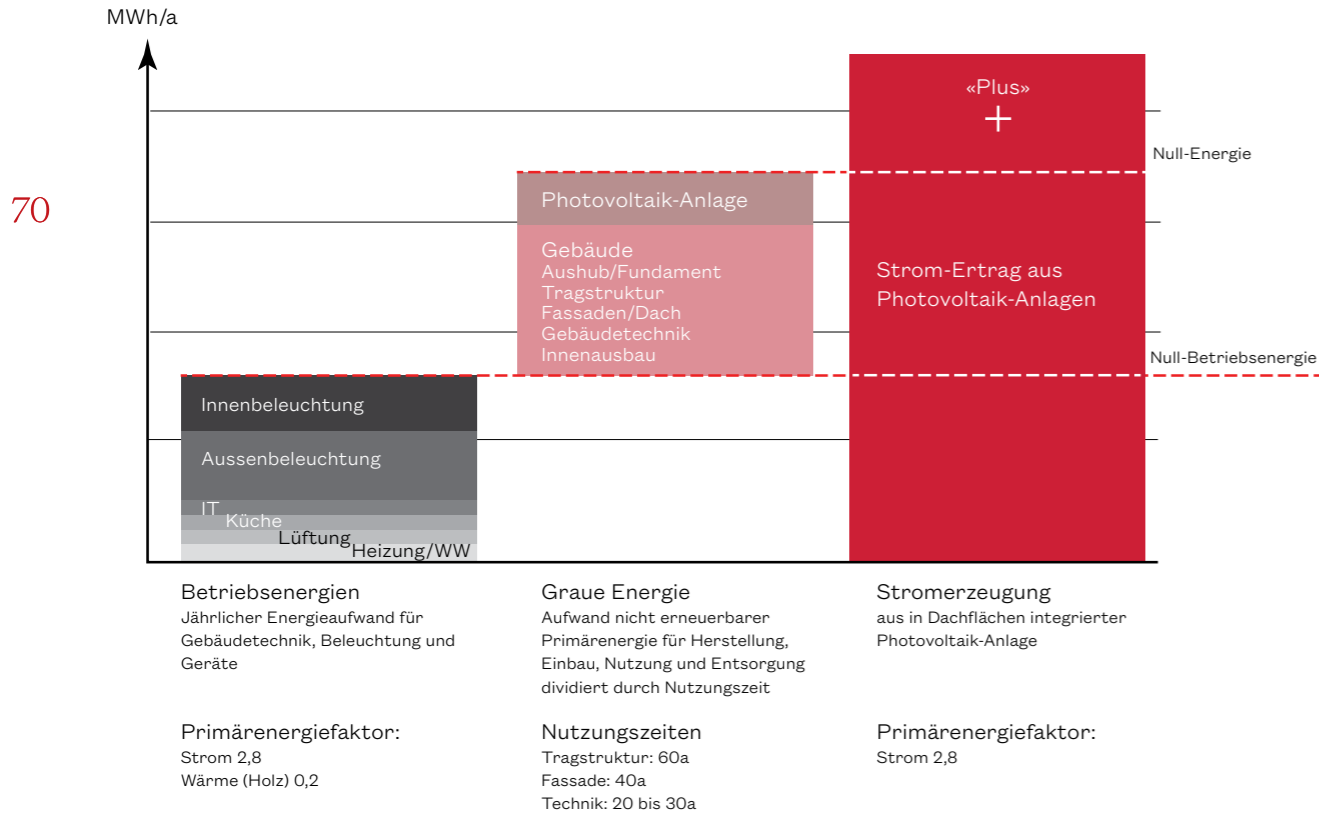 MWh/a
70
«Plus»
+
Null-Energie
Photovoltaik-Anlage
Gebäude
Aushub/Fundament
Tragstruktur
Fassaden/Dach
Gebäudetechnik
Innenausbau
Strom-Ertrag aus
Photovoltaik-Anlagen
Null-Betriebsenergie
Innenbeleuchtung
Aussenbeleuchtung
IT
Küche
Lüftung
Heizung/WW
Betriebsenergien
Jährlicher Energieaufwand für
Gebäudetechnik, Beleuchtung und
Geräte
Primärenergiefaktor:
Strom 2,8
Wärme (Holz) 0,2
Graue Energie
Aufwand nicht erneuerbarer
Primärenergie für Herstellung,
Einbau, Nutzung und Entsorgung
dividiert durch Nutzungszeit
Nutzungszeiten
Tragstruktur: 60a
Fassade: 40a
Technik: 20 bis 30a
Stromerzeugung
aus in Dachflächen integrierter
Photovoltaik-Anlage
Primärenergiefaktor:
Strom 2,8